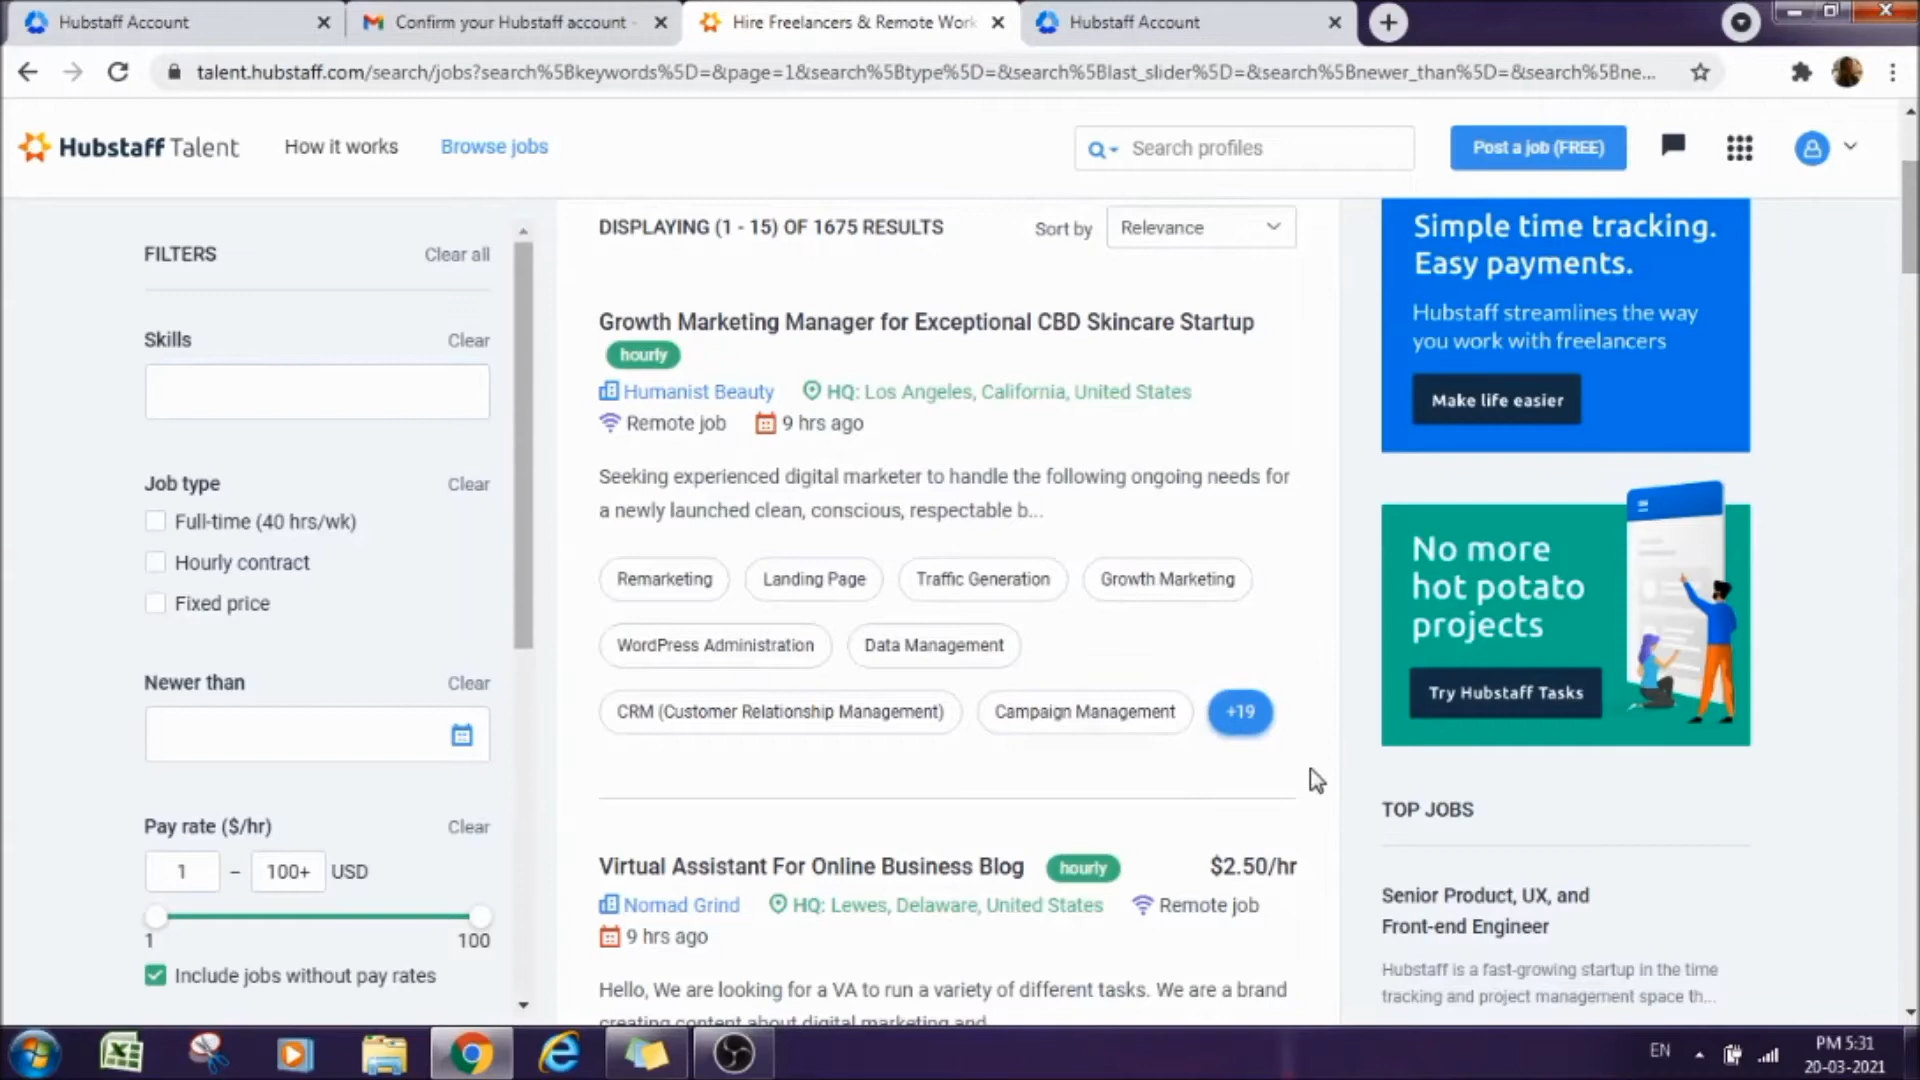 Hubstaff Account
Confirm your Hubstaff account -
Hire Freelancers & Remote Work
Hubstaff Account
talent.hubstaff.com/search/jobs?search%5Bkeywords%5D=&page=1&search%5Btype%5D=&search%5Blast_slider%5D=&search%5Bnewer_than%5D=&search%5Bne...
Hubstaff Talent
How it works
Browse jobs
Search profiles
Post a job (FREE)
FILTERS
Clear all
Skills
Clear
Job type
Clear
Full-time (40 hrs/wk)
Hourly contract
Fixed price
Newer than
Clear
Pay rate ($/hr)
Clear
1 – 100+ USD
1 100
Include jobs without pay rates
DISPLAYING (1 - 15) OF 1675 RESULTS
Sort by
Relevance
Growth Marketing Manager for Exceptional CBD Skincare Startup
hourly
Humanist Beauty HQ: Los Angeles, California, United States
Remote job 9 hrs ago
Seeking experienced digital marketer to handle the following ongoing needs for
a newly launched clean, conscious, respectable b...
Remarketing Landing Page Traffic Generation Growth Marketing
WordPress Administration Data Management
CRM (Customer Relationship Management) Campaign Management +19
Virtual Assistant For Online Business Blog hourly $2.50/hr
Nomad Grind HQ: Lewes, Delaware, United States Remote job
9 hrs ago
Hello, We are looking for a VA to run a variety of different tasks. We are a brand
creating content about digital marketing and
Simple time tracking.
Easy payments.
Hubstaff streamlines the way
you work with freelancers
Make life easier
No more
hot potato
projects
Try Hubstaff Tasks
TOP JOBS
Senior Product, UX, and
Front-end Engineer
Hubstaff is a fast-growing startup in the time
tracking and project management space th...
EN
PM 5:31
20-03-2021